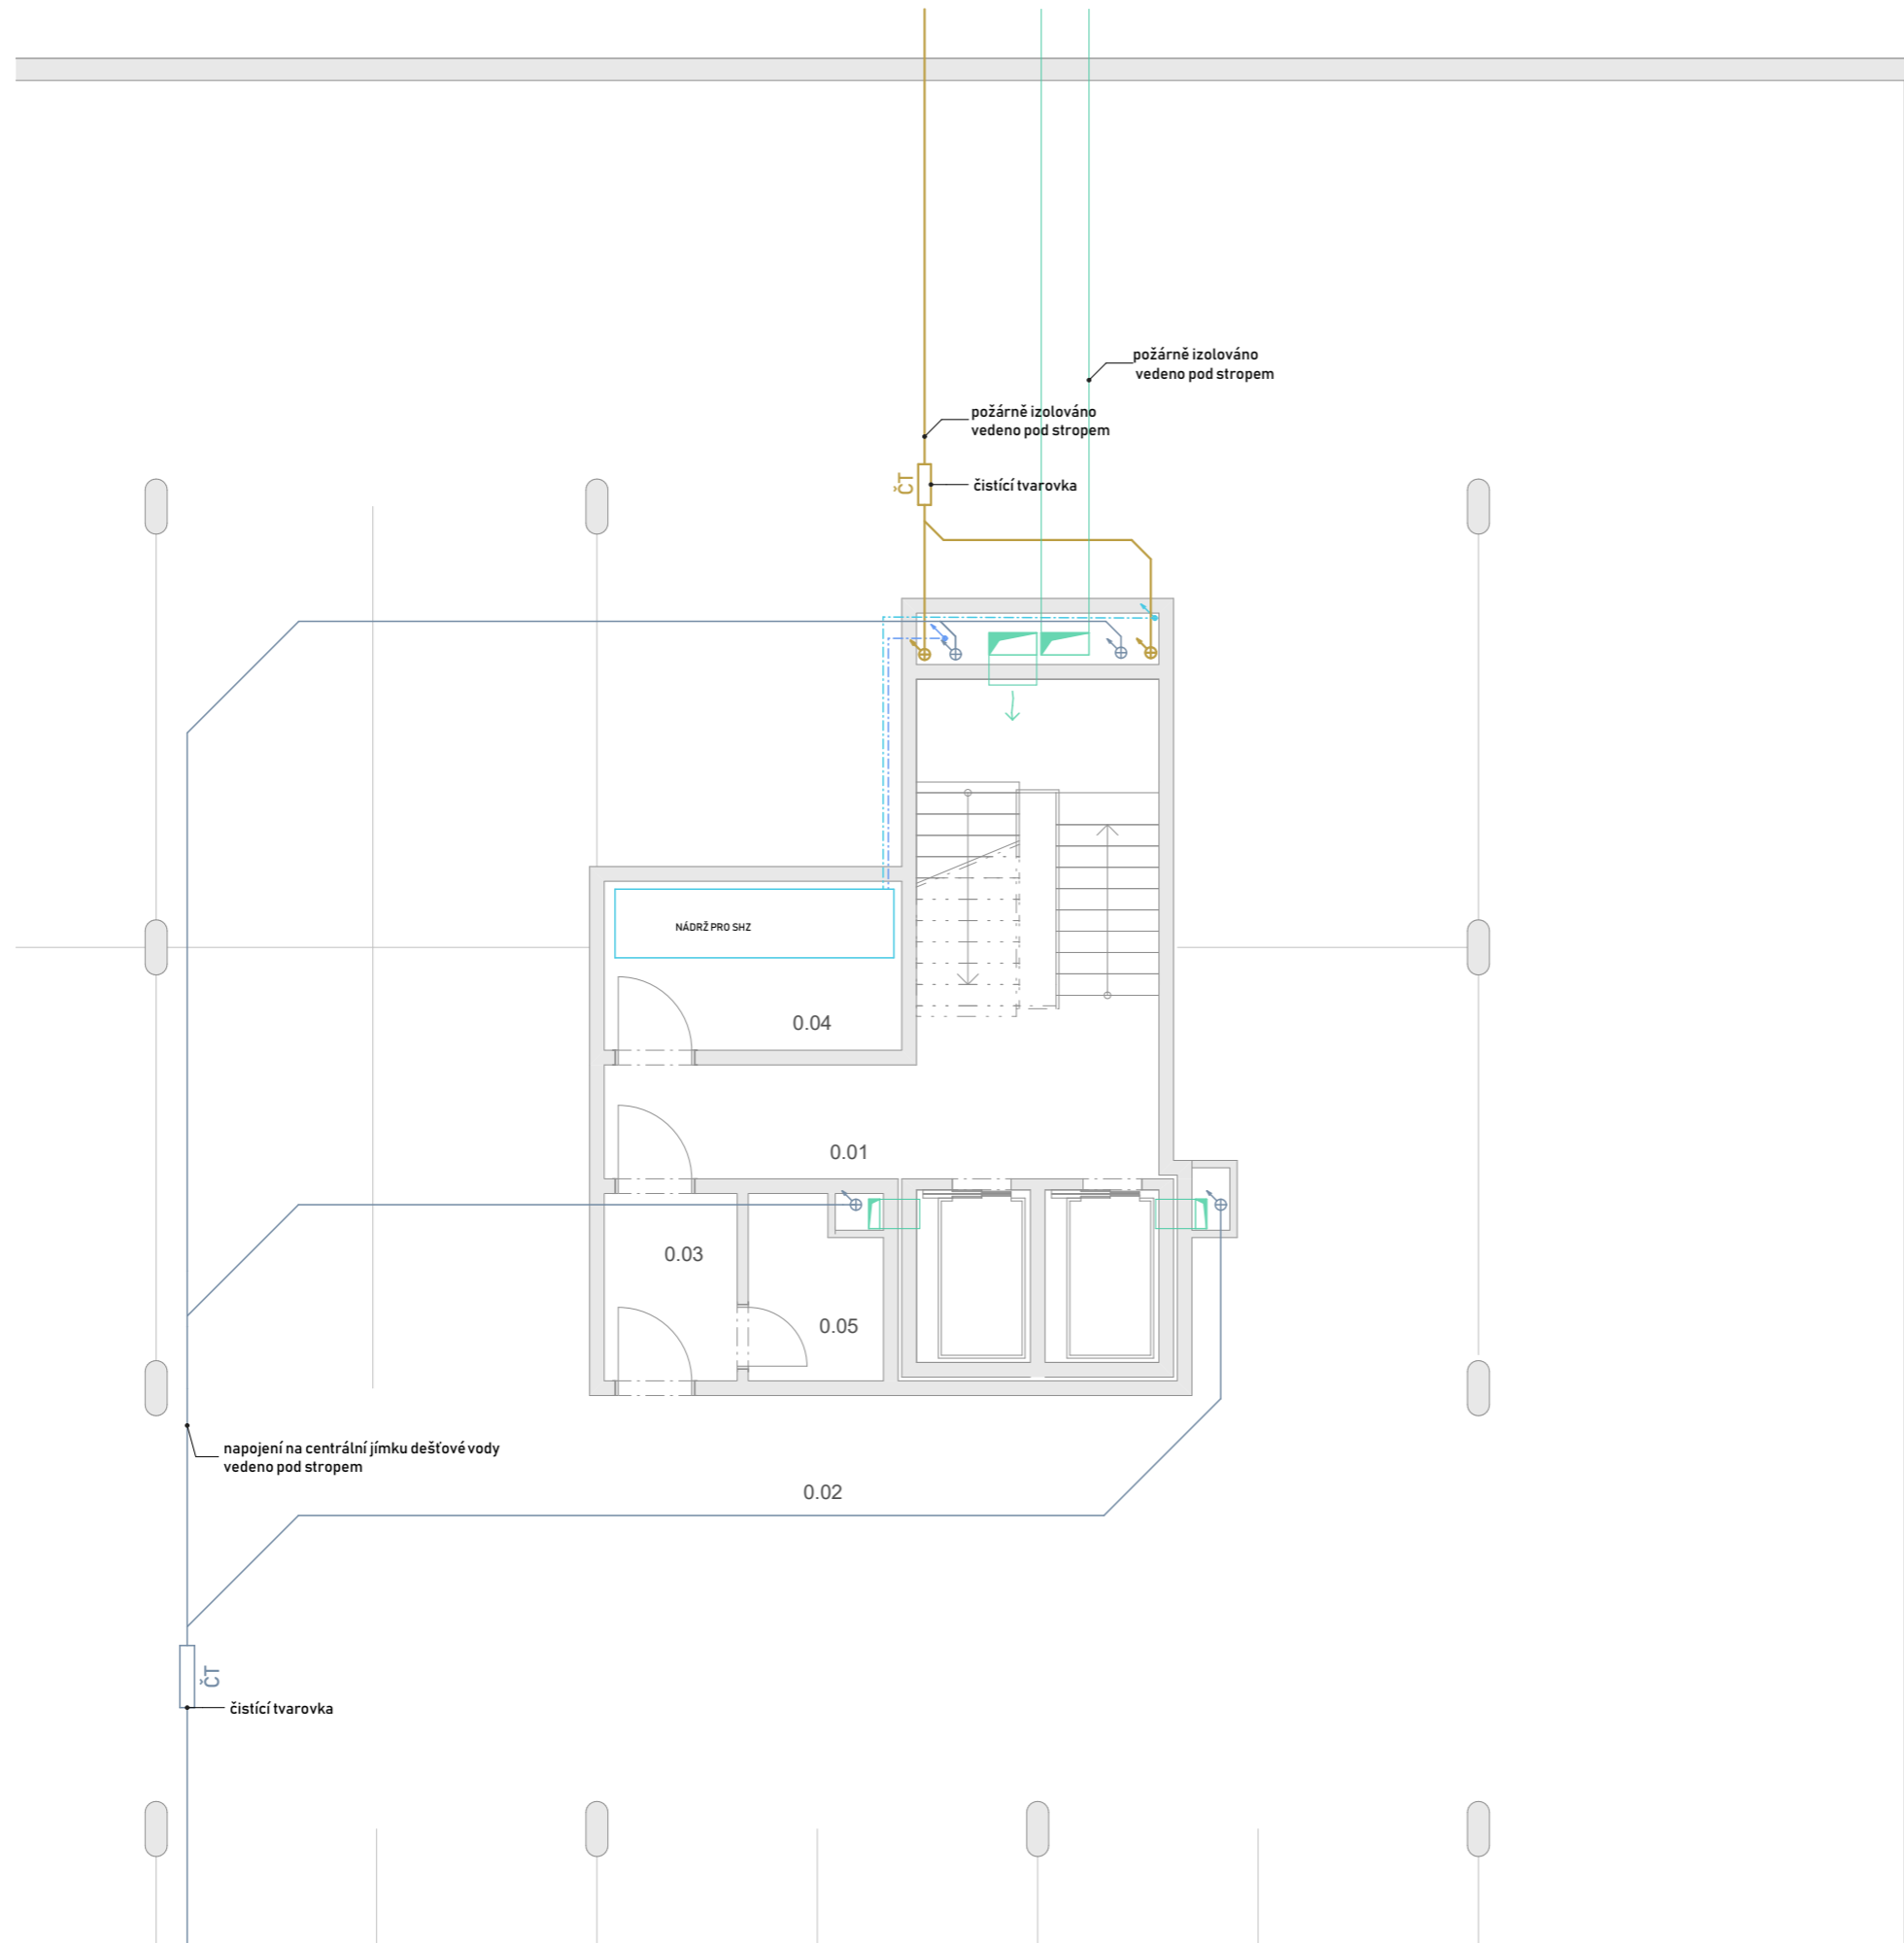 požárně izolováno
vedeno pod stropem
požárně izolováno
vedeno pod stropem
ČT
čistící tvarovka
NÁDRŽ PRO SHZ
0.04
0.01
0.03
0.05
napojení na centrální jímku dešťové vody
vedeno pod stropem
0.02
ČT
čistící tvarovka